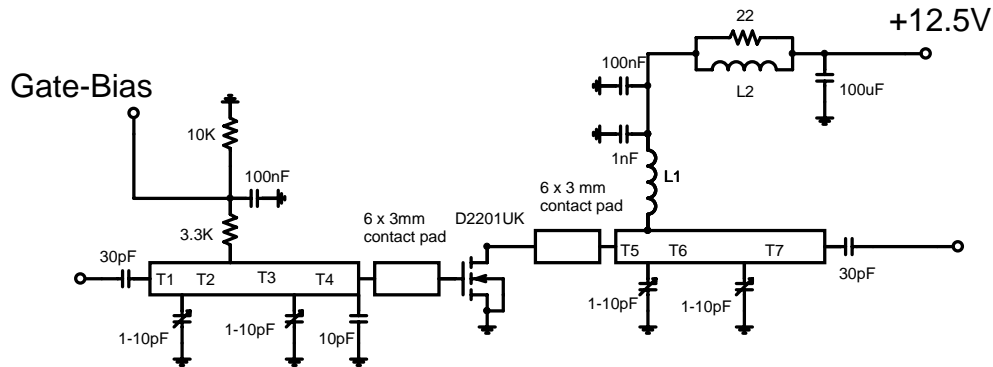 22
+12.5V
100nF
L2
100uF
Gate-Bias
10K
1nF
L1
100nF
6 x 3 mm
contact pad
6 x 3mm
contact pad
D2201UK
3.3K
30pF
T1
T2
T3
T4
T5
T6
T7
30pF
1-10pF
1-10pF
10pF
1-10pF
1-10pF